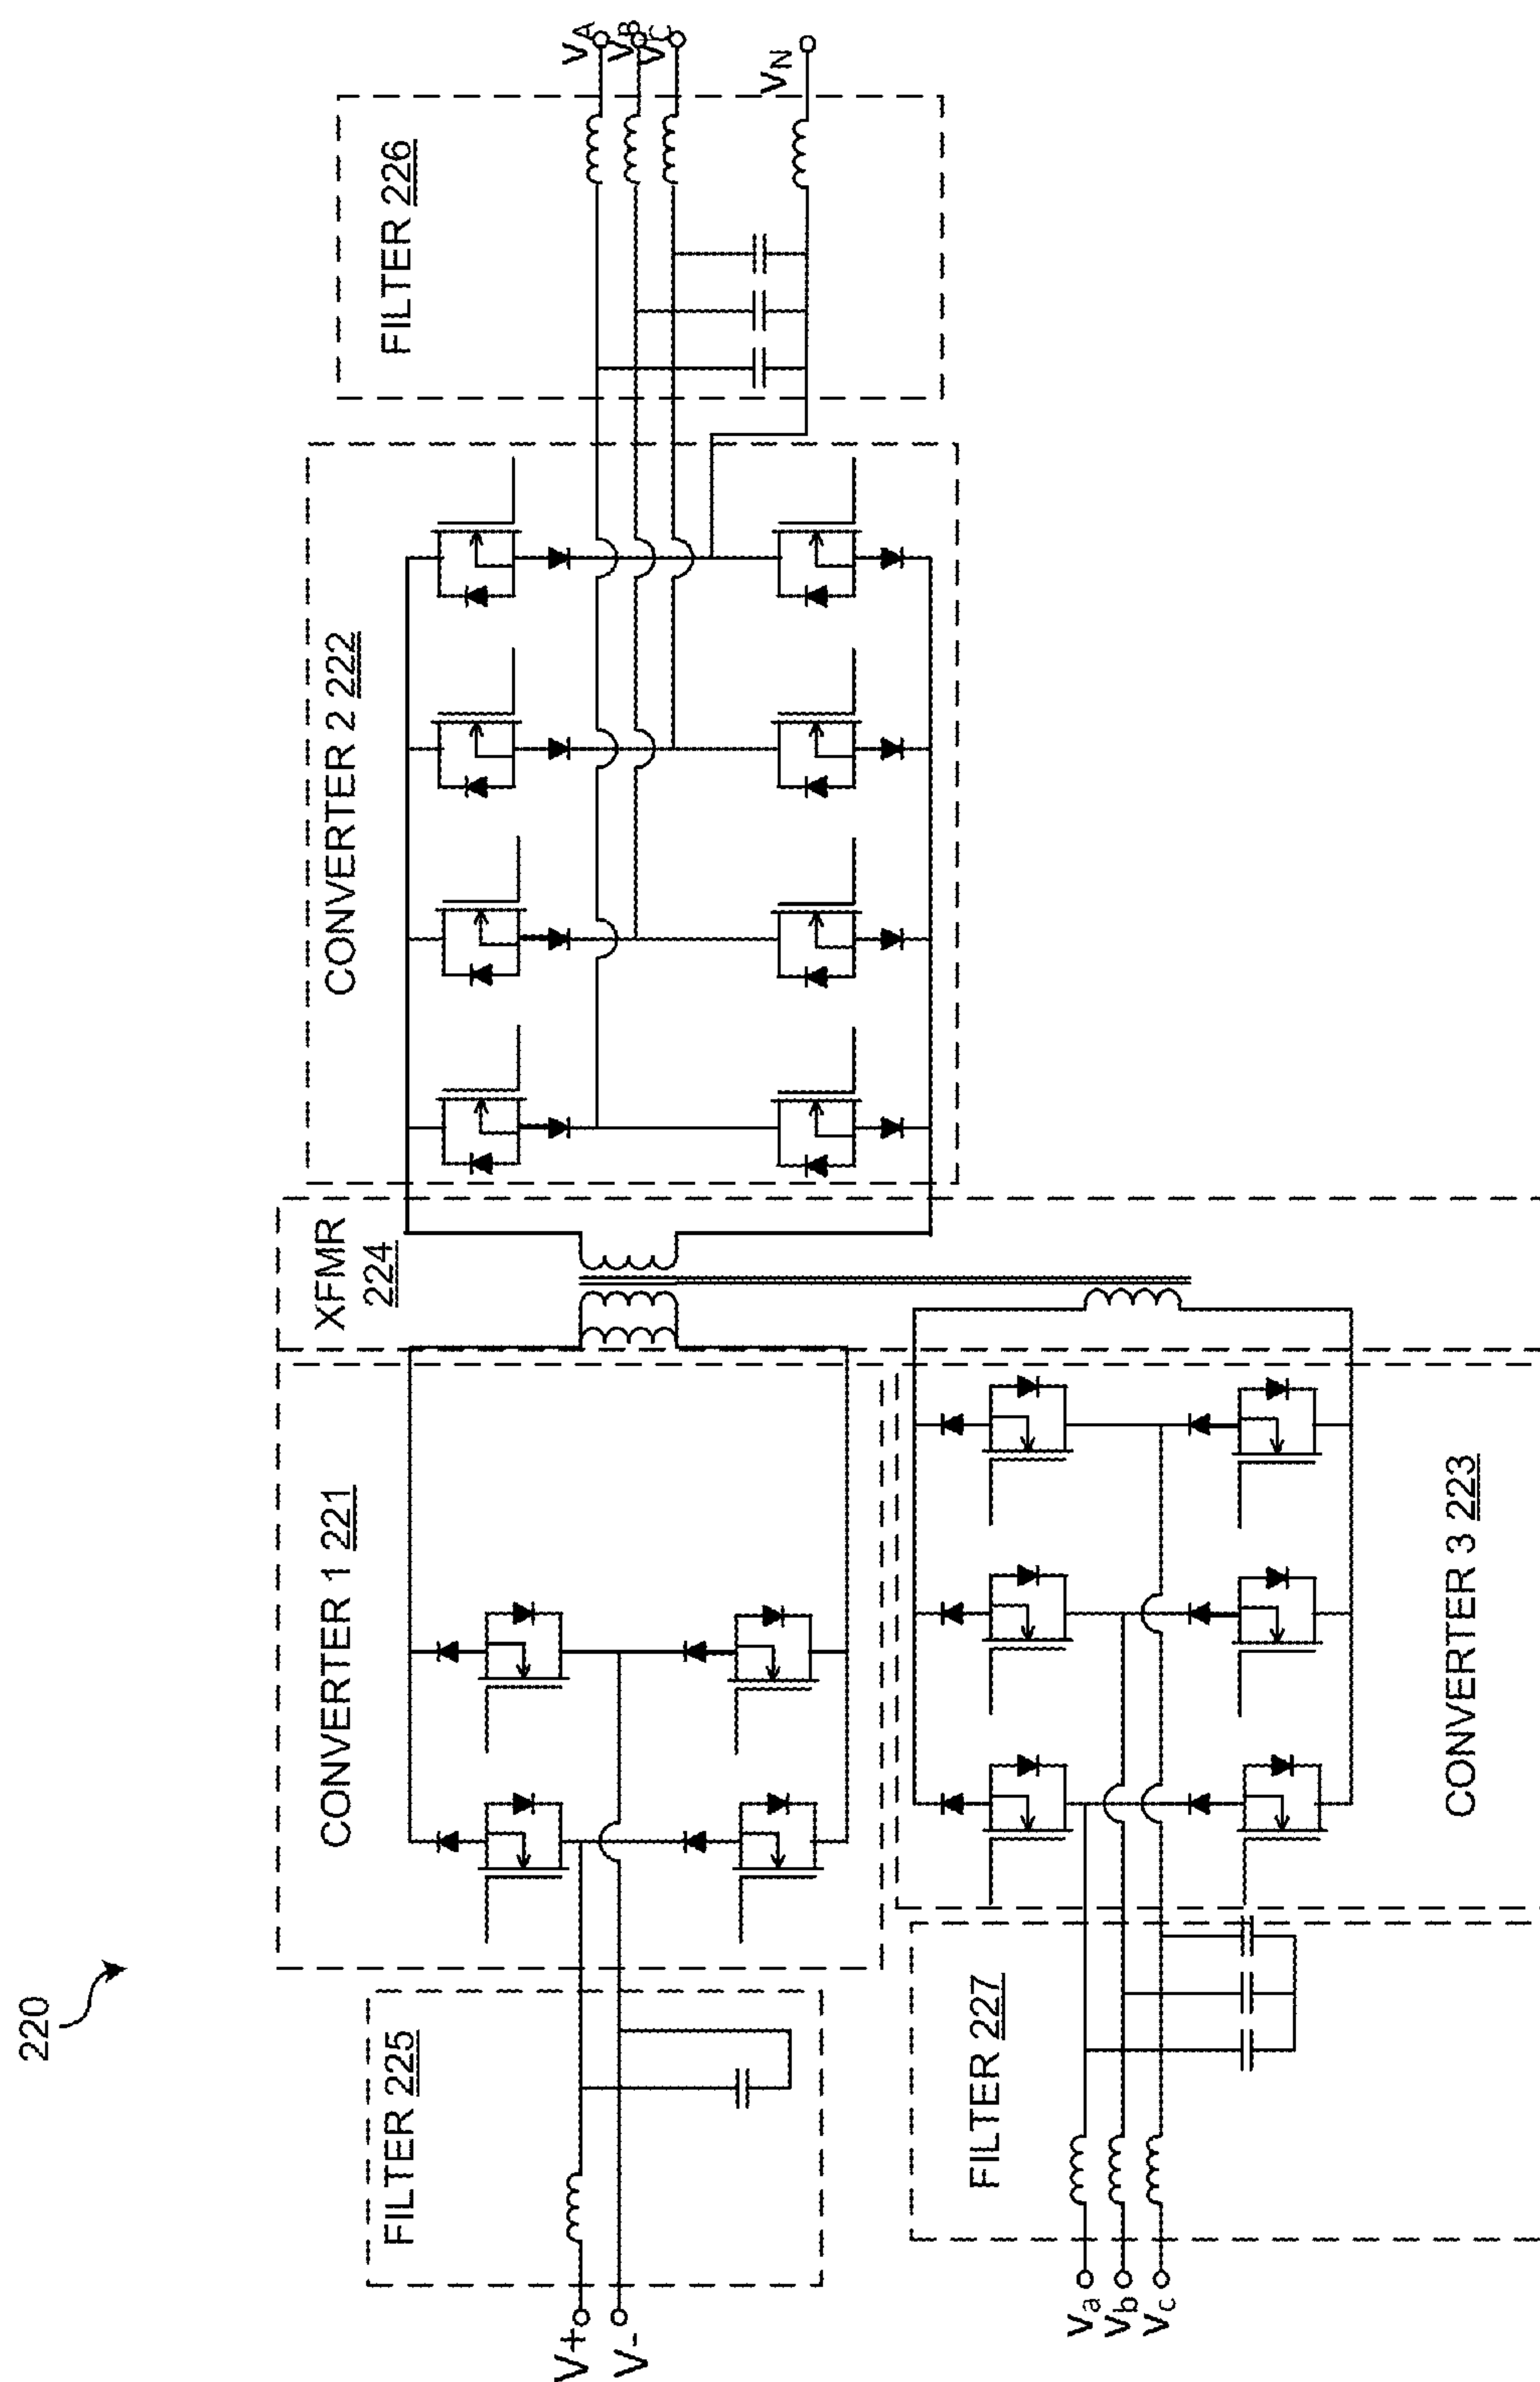 220
FILTER 225
V+
V-
CONVERTER 1 221
XFMR
224
CONVERTER 2 222
FILTER 226
VA
VB
VC
VN
FILTER 227
Va
Vb
Vc
CONVERTER 3 223